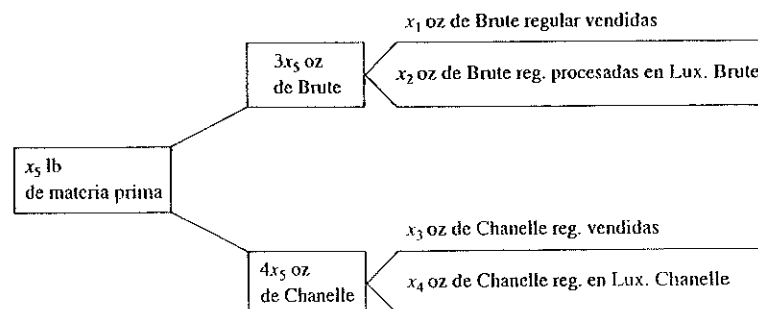 x₁ oz de Brute regular vendidas
3x₅ oz
de Brute
x₂ oz de Brute reg. procesadas en Lux. Brute
x₅ lb
de materia prima
x₃ oz de Chanelle reg. vendidas
4x₅ oz
de Chanelle
x₄ oz de Chanelle reg. en Lux. Chanelle